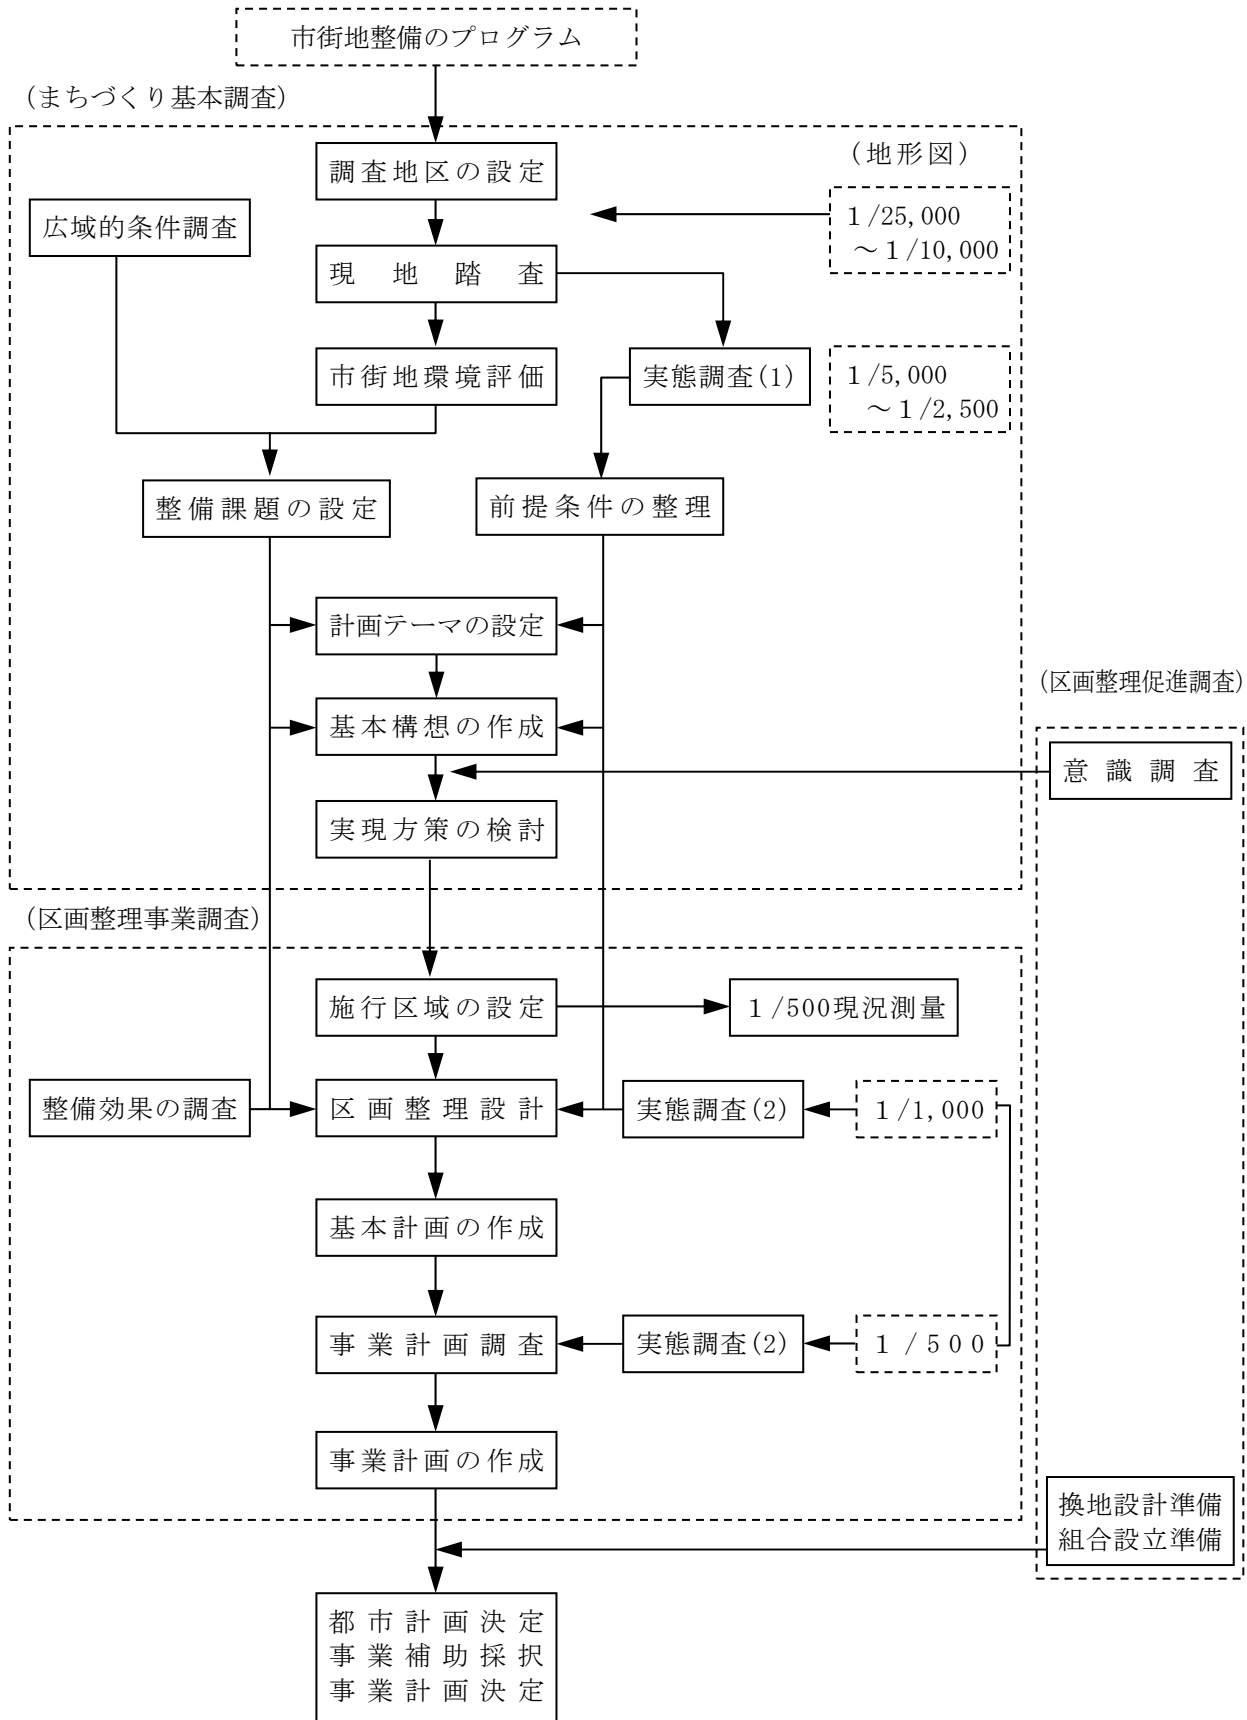 市街地整備のプログラム
（まちづくり基本調査）
調査地区の設定
（地形図）
広域的条件調査
１/25,000
～１/10,000
現地踏査
市街地環境評価
実態調査(1)
１/5,000
～１/2,500
整備課題の設定
前提条件の整理
計画テーマの設定
（区画整理促進調査）
基本構想の作成
意識調査
実現方策の検討
（区画整理事業調査）
施行区域の設定
１/500現況測量
整備効果の調査
区画整理設計
実態調査(2)
１/1,000
基本計画の作成
事業計画調査
実態調査(2)
１/５００
事業計画の作成
換地設計準備
組合設立準備
都市計画決定
事業補助採択
事業計画決定